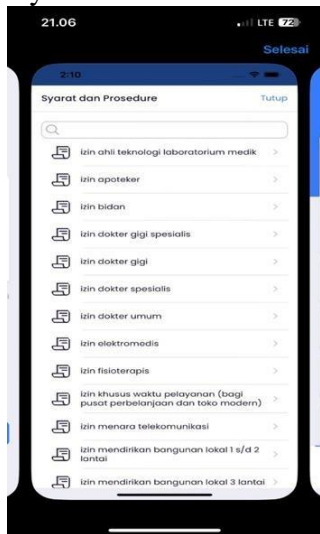 21.06
LTE 72
Selesai
2:10
Syarat dan Prosedure
Tutup
izin ahli teknologi laboratorium medik
izin apoteker
izin bidan
izin dokter gigi spesialis
izin dokter gigi
izin dokter spesialis
izin dokter umum
izin elektromedis
izin fisioterapis
izin khusus waktu pelayanan (bagi
pusat perbelanjaan dan toko modern)
izin menara telekomunikasi
izin mendirikan bangunan lokal 1 s/d 2
lantai
izin mendirikan bangunan lokal 3 lantai